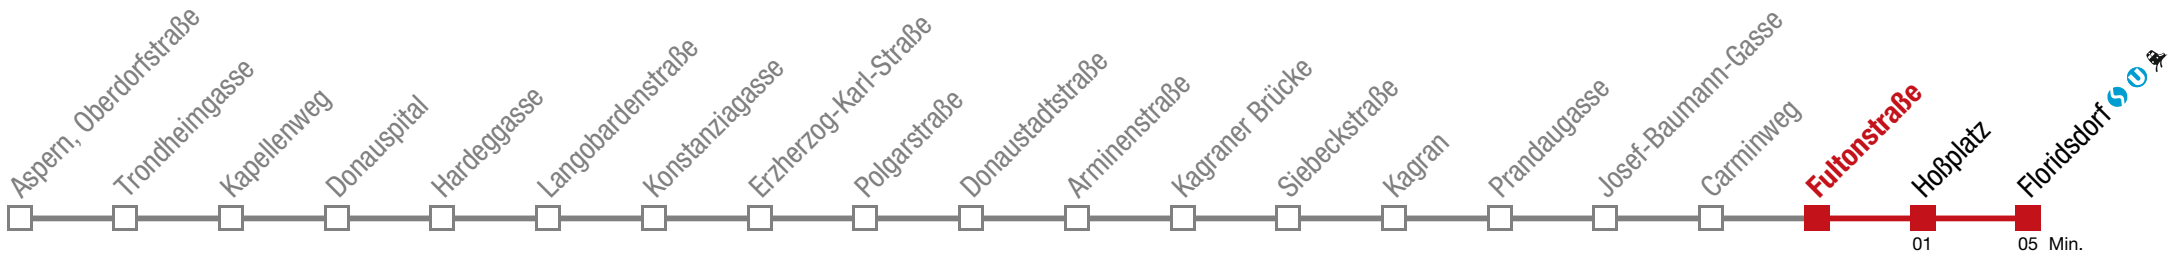 Aspern, Oberdorfstraße
Trondheimgasse
Kapellenweg
Donauspital
Hardeggasse
Langobardenstraße
Konstanziagasse
Erzherzog-Karl-Straße
Polgarstraße
Donaustadtstraße
Arminenstraße
Kagraner Brücke
Siebeckstraße
Kagran
Prandaugasse
Josef-Baumann-Gasse
Carminweg
Fultonstraße
Hoßplatz
Floridsdorf S U
01
05 Min.